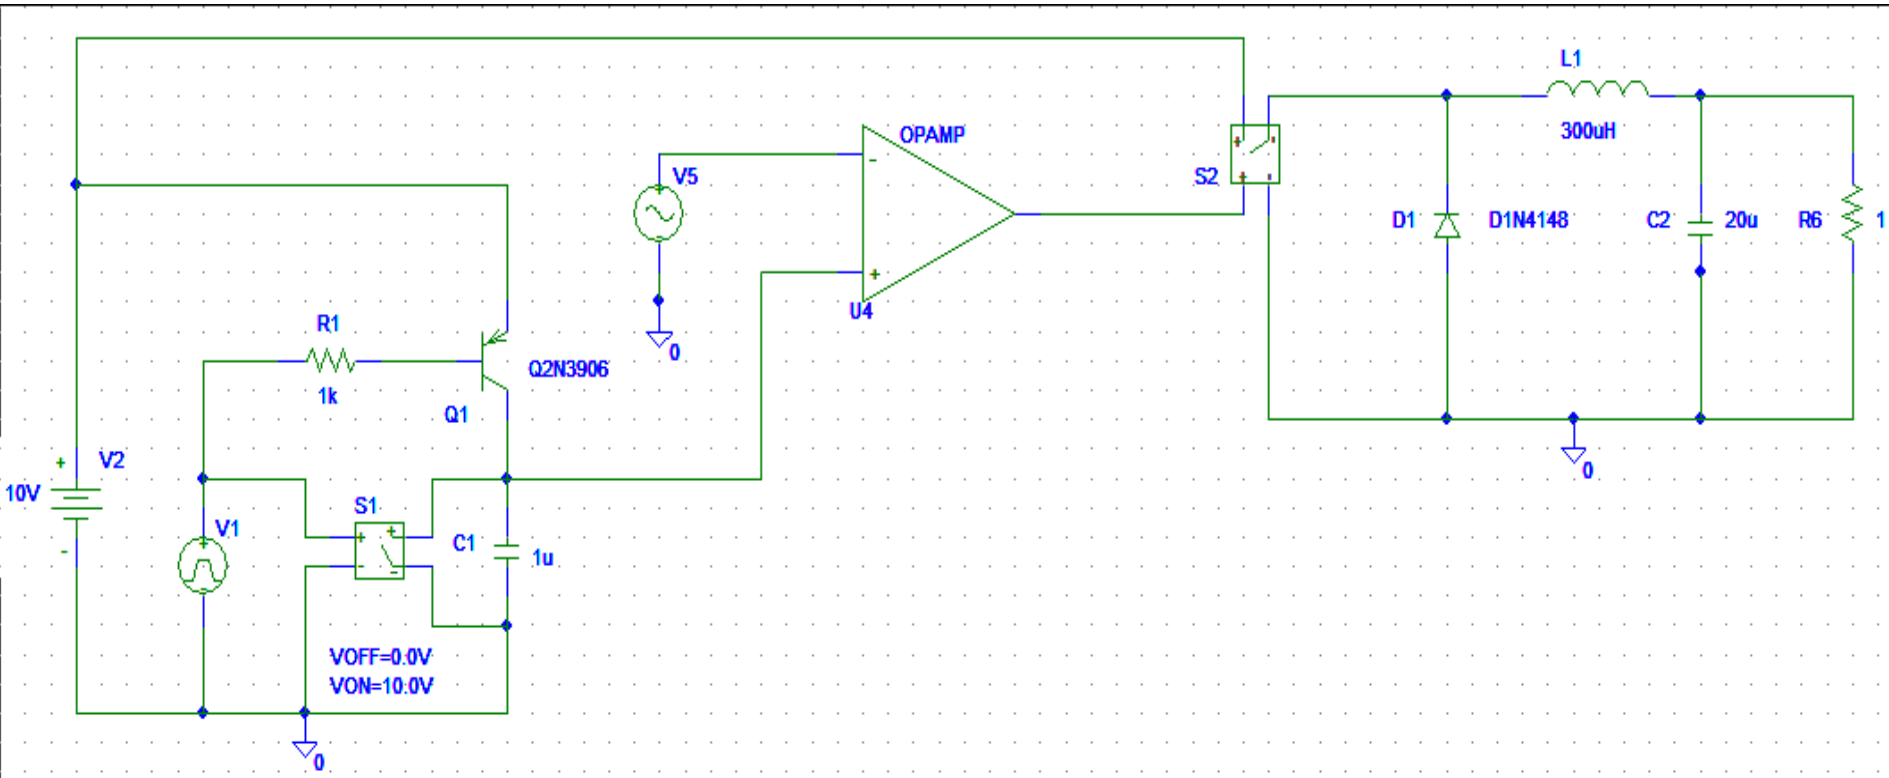 L1
300uH
OPAMP
-
+
U4
V5
0
S2
+
+
-
D1
D1N4148
C2
20u
R6
1
0
R1
1k
Q2N3906
Q1
+
V2
10V
-
V1
+
S1
+
+
-
-
C1
1u
VOFF=0.0V
VON=10.0V
0